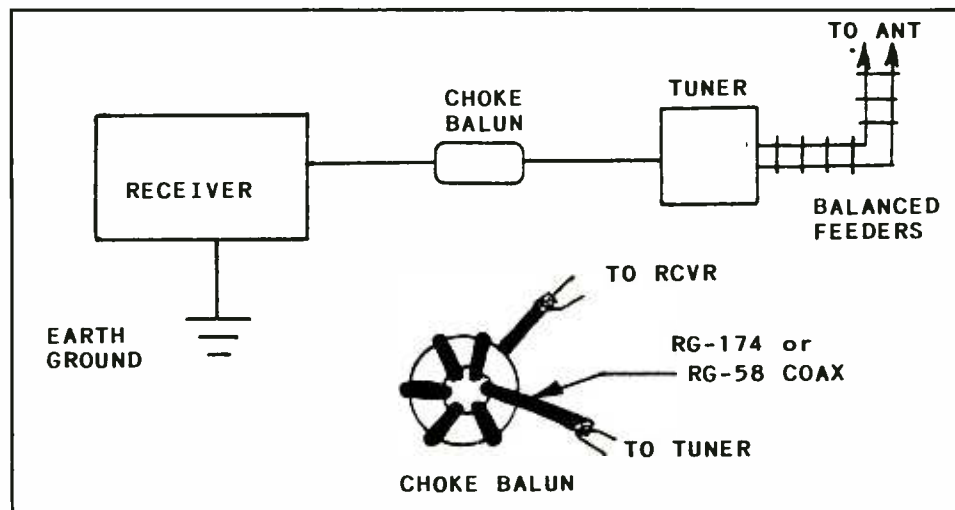 TO ANT
TUNER
CHOKE
BALUN
RECEIVER
BALANCED
FEEDERS
TO RCVR
EARTH
GROUND
RG-174 or
RG-58 COAX
TO TUNER
CHOKE BALUN